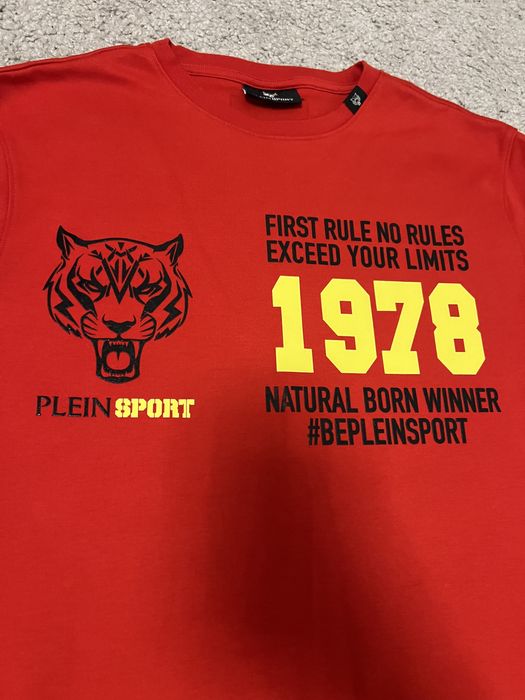 FIRST RULE NO RULES
EXCEED YOUR LIMITS
1978
NATURAL BORN WINNER
#BEPLEINSPORT
PLEIN SPORT